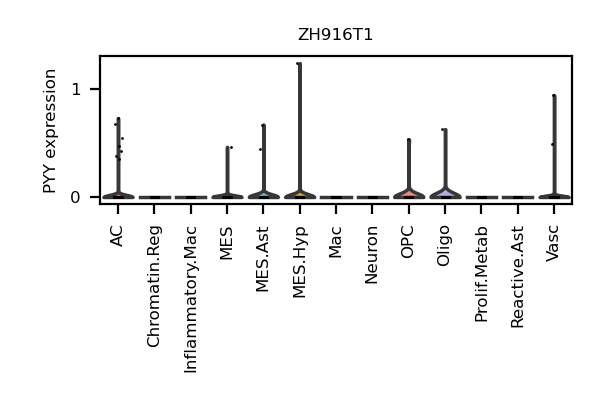 ZH916T1
PYY expression
1
0
AC
Chromatin.Reg
Inflammatory.Mac
MES
MES.Ast
MES.Hyp
Mac
Neuron
OPC
Oligo
Prolif.Metab
Reactive.Ast
Vasc